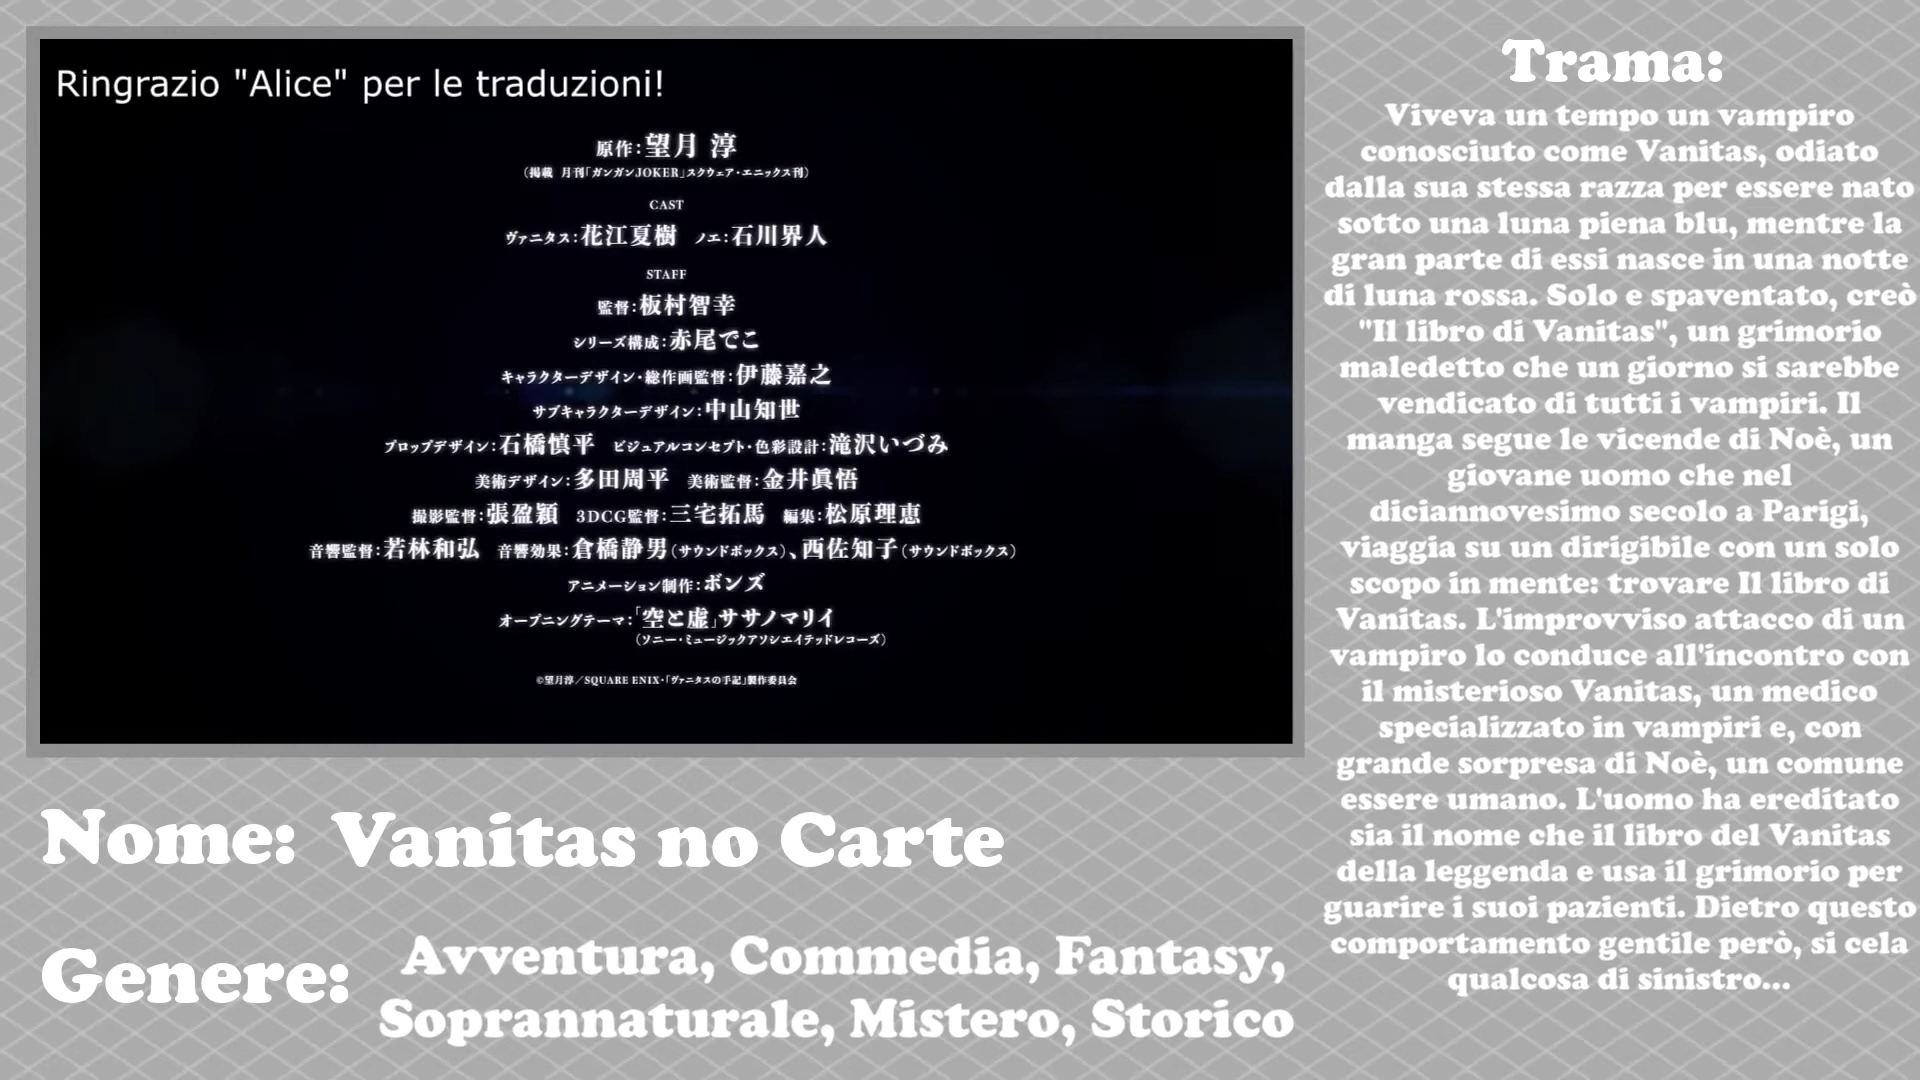 Ringrazio "Alice" per le traduzioni!
原作:望月 淳
(掲載 月刊「ガンガンJOKER」スクウェア・エニックス刊)
CAST
ヴァニタス:花江夏樹 ノエ:石川界人
STAFF
監督:板村智幸
シリーズ構成:赤尾でこ
キャラクターデザイン・総作画監督:伊藤嘉之
サブキャラクターデザイン:中山知世
プロップデザイン:石橋慎平 ビジュアルコンセプト・色彩設計:滝沢いづみ
美術デザイン:多田周平 美術監督:金井眞悟
撮影監督:張盈穎 3DCG監督:三宅拓馬 編集:松原理恵
音響監督:若林和弘 音響効果:倉橋静男(サウンドボックス)、西佐知子(サウンドボックス)
アニメーション制作:ボンズ
オープニングテーマ:「空と虚」ササノマリイ
(ソニー・ミュージックアソシエイテッドレコーズ)
©望月淳/SQUARE ENIX・「ヴァニタスの手記」製作委員会
Nome: Vanitas no Carte
Genere: Avventura, Commedia, Fantasy,
Soprannaturale, Mistero, Storico
Trama:
Viveva un tempo un vampiro
conosciuto come Vanitas, odiato
dalla sua stessa razza per essere nato
sotto una luna piena blu, mentre la
gran parte di essi nasce in una notte
di luna rossa. Solo e spaventato, creò
"Il libro di Vanitas", un grimorio
maledetto che un giorno si sarebbe
vendicato di tutti i vampiri. Il
manga segue le vicende di Noè, un
giovane uomo che nel
diciannovesimo secolo a Parigi,
viaggia su un dirigibile con un solo
scopo in mente: trovare Il libro di
Vanitas. L'improvviso attacco di un
vampiro lo conduce all'incontro con
il misterioso Vanitas, un medico
specializzato in vampiri e, con
grande sorpresa di Noè, un comune
essere umano. L'uomo ha ereditato
sia il nome che il libro del Vanitas
della leggenda e usa il grimorio per
guarire i suoi pazienti. Dietro questo
comportamento gentile però, si cela
qualcosa di sinistro...